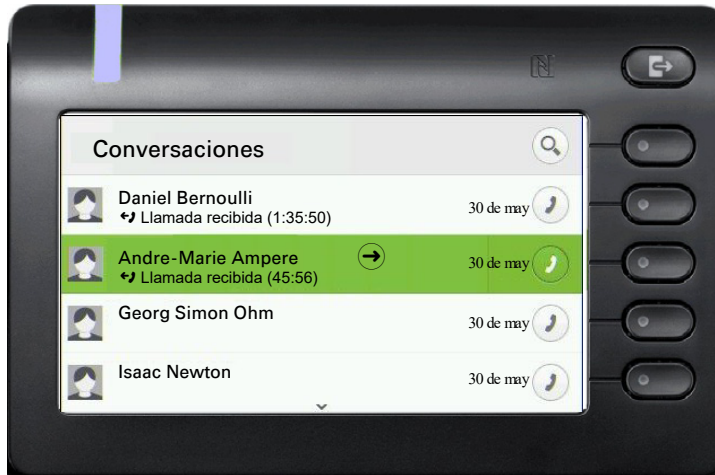 Conversaciones
Daniel Bernoulli
30 de may
Llamada recibida (1:35:50)
Andre-Marie Ampere
30 de may
Llamada recibida (45:56)
Georg Simon Ohm
30 de may
Isaac Newton
30 de may